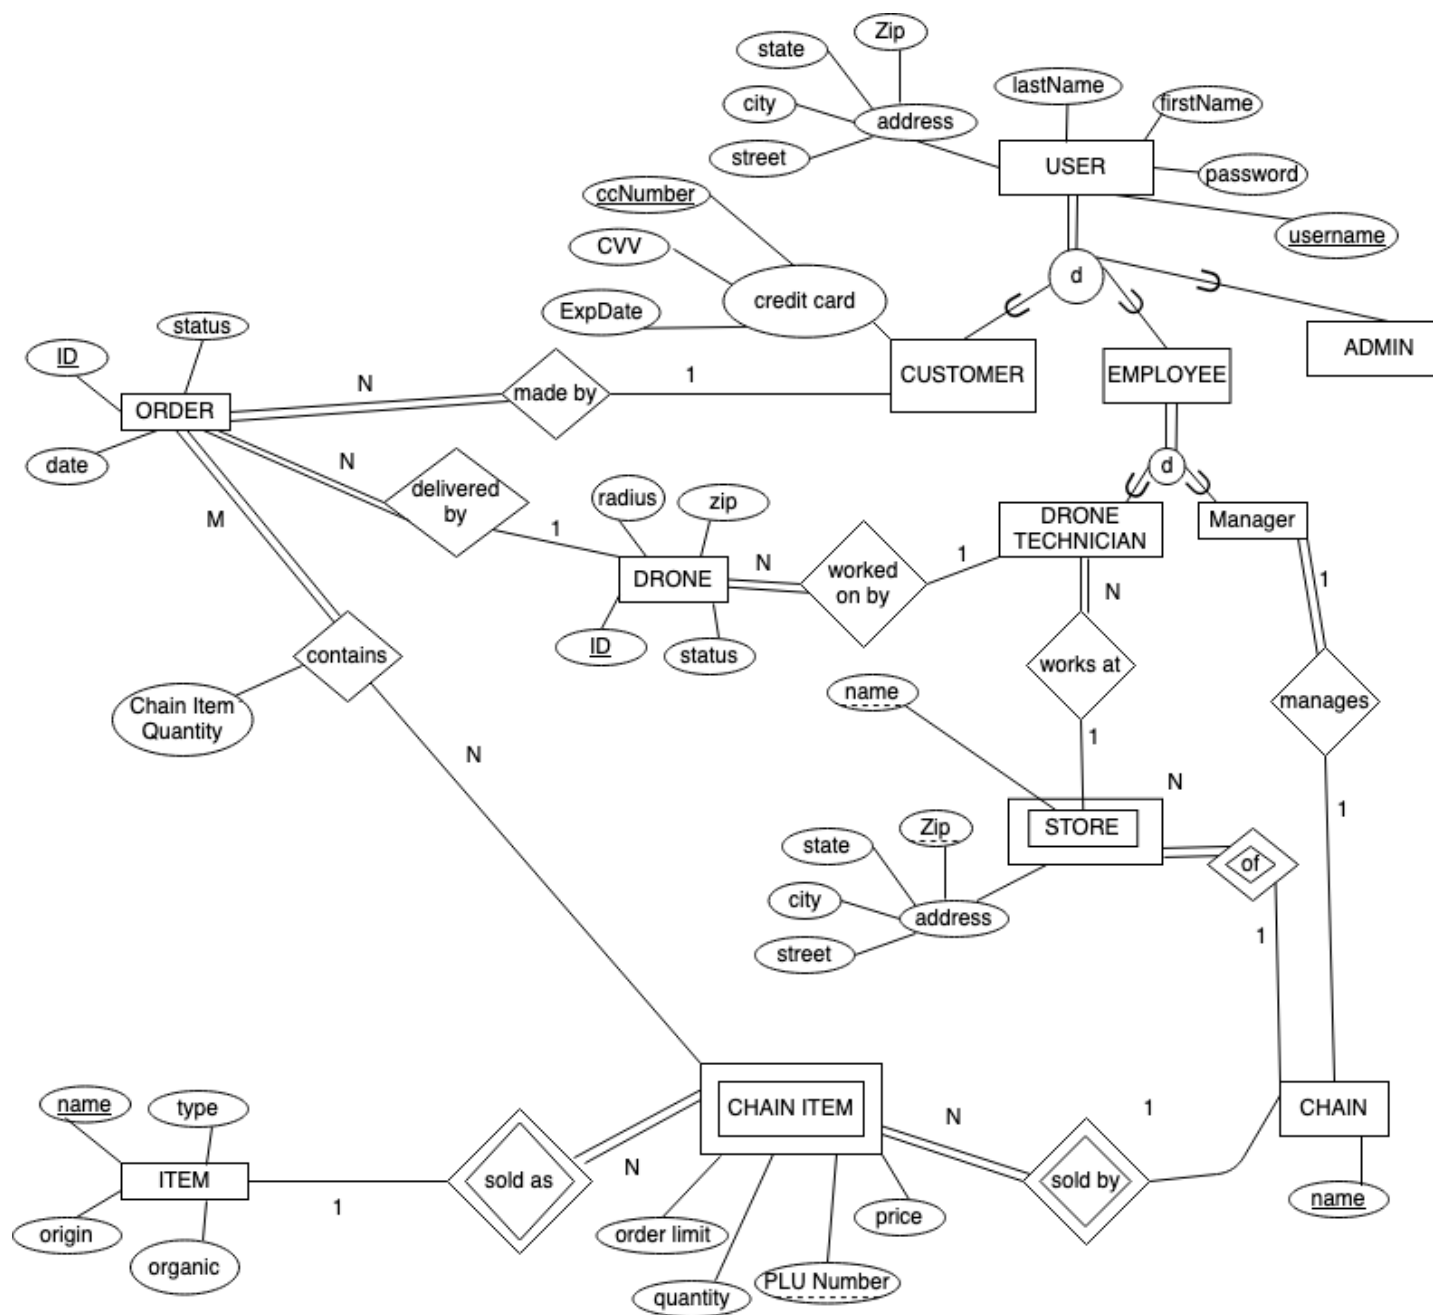 Zip
state
lastName
firstName
city
address
street
USER
password
ccNumber
username
CVV
d
credit card
ExpDate
status
ID
ADMIN
CUSTOMER
EMPLOYEE
N
1
made by
ORDER
date
N
d
delivered
by
radius
zip
M
1
DRONE
TECHNICIAN
Manager
N
1
worked
on by
DRONE
1
N
ID
status
contains
works at
name
manages
Chain Item
Quantity
N
1
N
1
STORE
Zip
state
of
city
address
1
street
name
type
CHAIN ITEM
N
1
CHAIN
ITEM
sold as
N
sold by
1
name
origin
order limit
price
organic
PLU Number
quantity